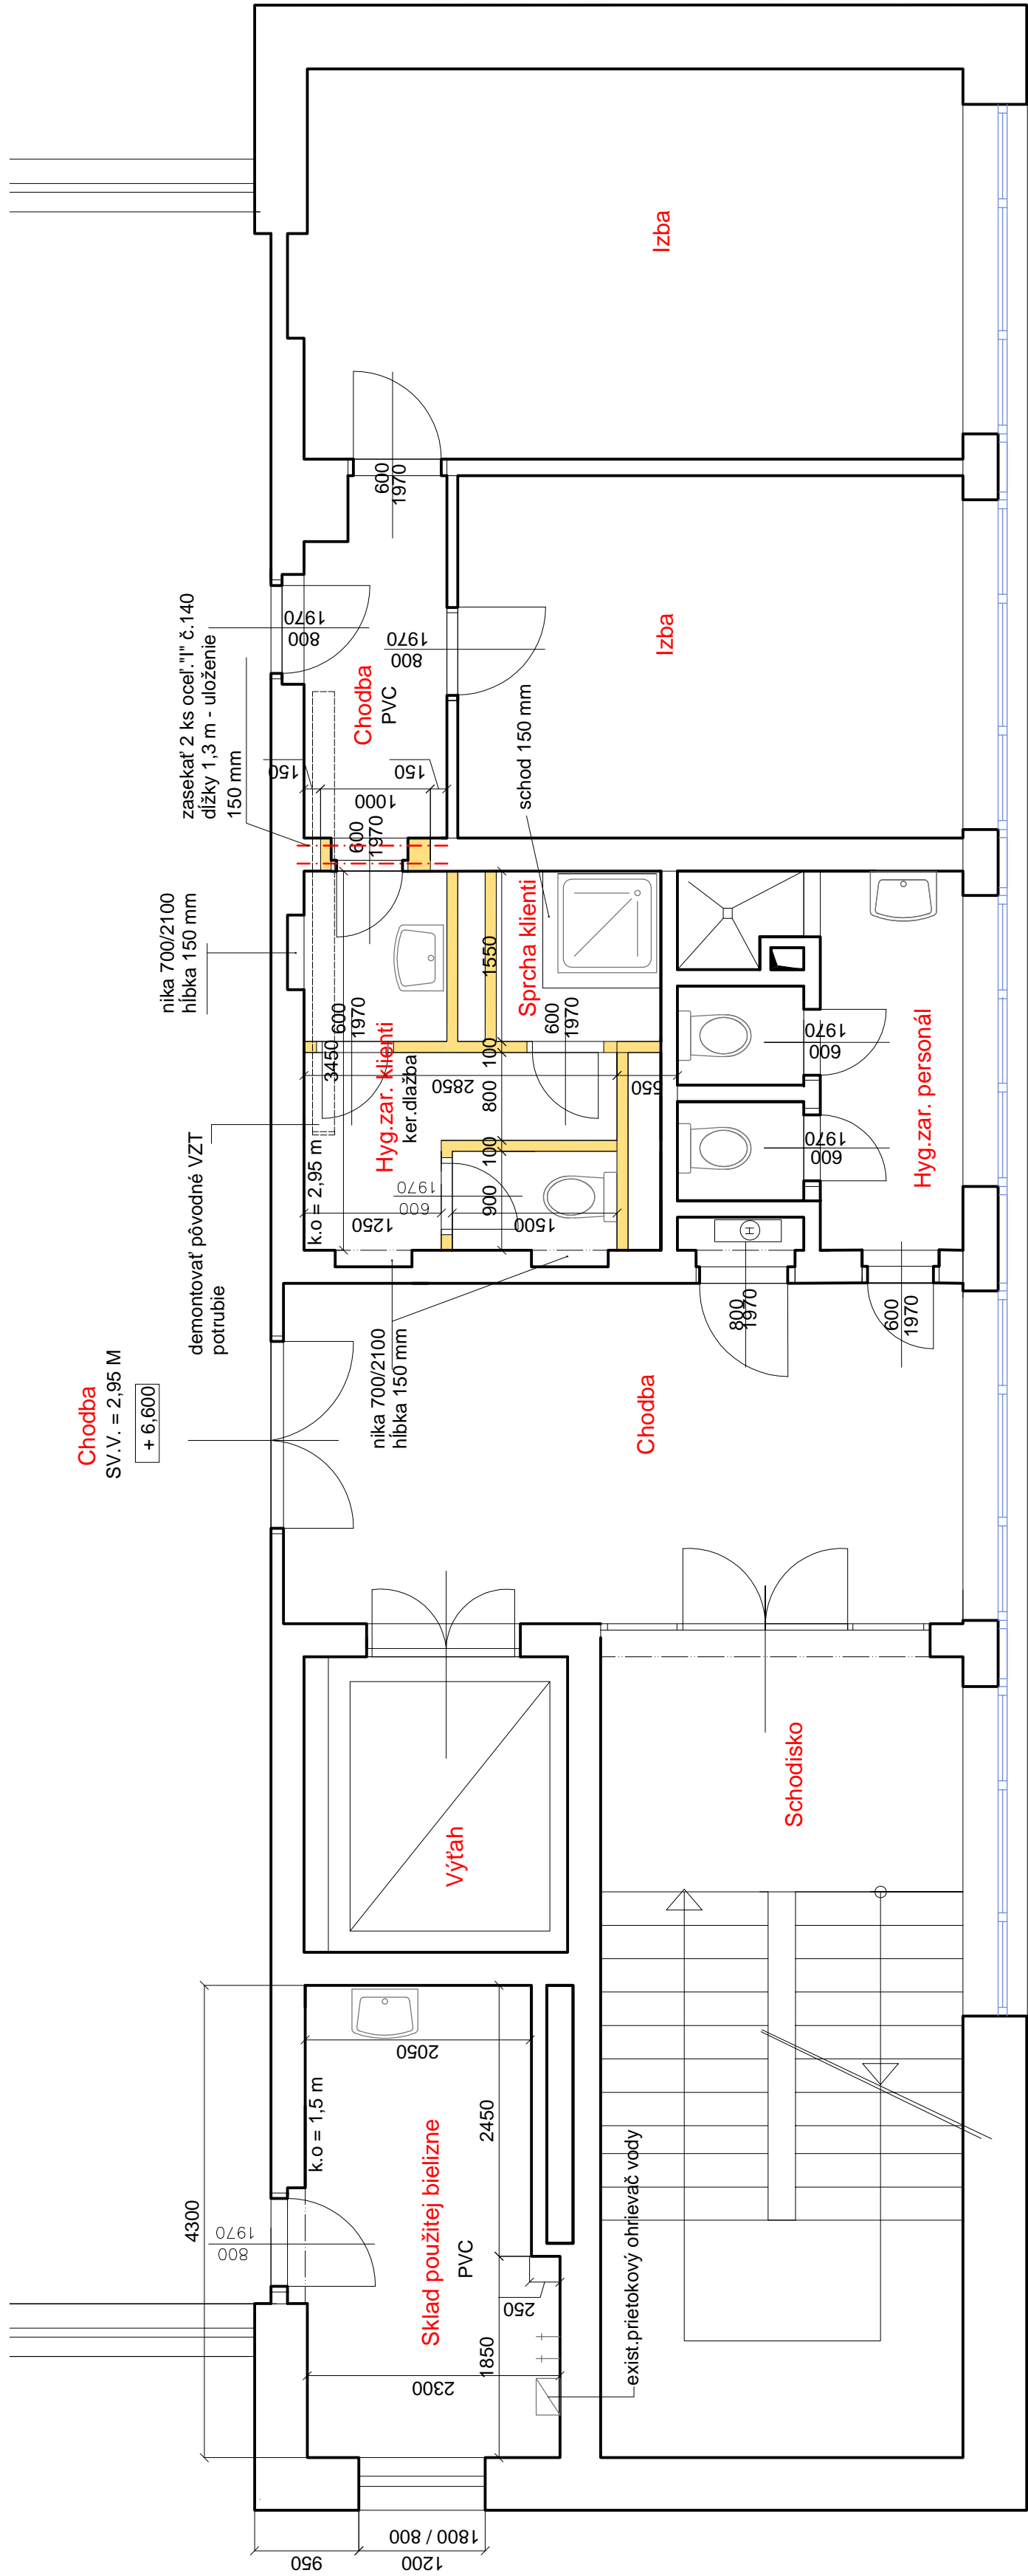 Chodba
SV.V. = 2,95 M
+ 6,600
demontovať pôvodné VZT
potrubie
nika 700/2100
hĺbka 150 mm
zasekať 2 ks oceľ."I" č.140
dĺžky 1,3 m - uloženie
150 mm
nika 700/2100
hĺbka 150 mm
4300
800
1970
k.o = 1,5 m
2050
Sklad použitej bielizne
PVC
2450
1850
250
2300
exist.prietokový ohrievač vody
950
1200
1800 / 800
Výťah
Schodisko
Chodba
800
1970
600
1970
H
k.o = 2,95 m
3450
600
1970
Hyg.zar. klienti
ker.dlažba
1250
600
1970
900
100
800
100
1550
1500
2850
550
600
1970
Sprcha klienti
schod 150 mm
600
1970
600
1970
Hyg.zar. personál
600
1970
150
1000
150
Chodba
PVC
800
1970
800
1970
600
1970
Izba
Izba